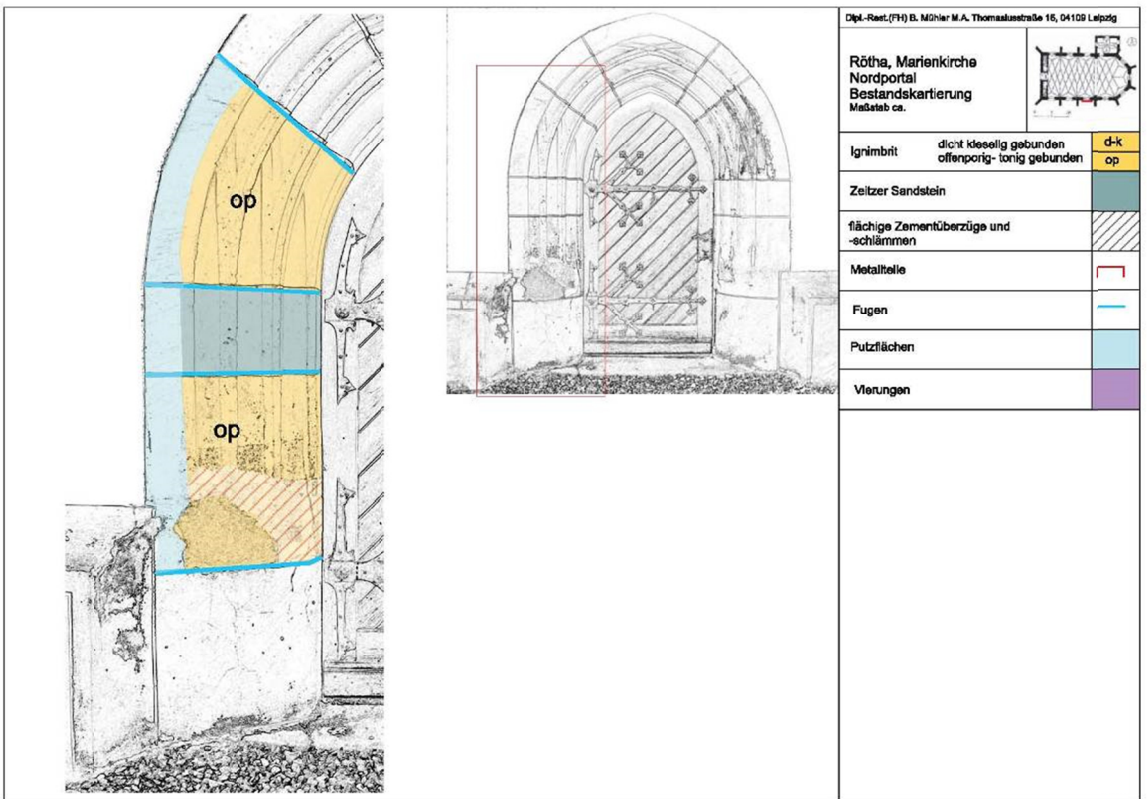 Dipl.-Rest.(FH) B. Mühler M.A. Thomasiusstraße 16, 04109 Leipzig
Rötha, Marienkirche
Nordportal
Bestandskartierung
Maßstab ca.
Ignimbrit
dicht kieselig gebunden
d-k
offenporig- tonig gebunden
op
Zeitzer Sandstein
flächige Zementüberzüge und
-schlämmen
Metallteile
Fugen
Putzflächen
Vierungen
op
op